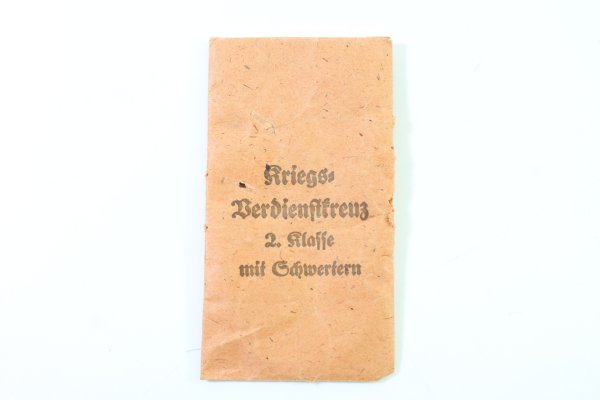 Kriegs-
Verdienstkreuz
2. Klasse
mit Schwertern